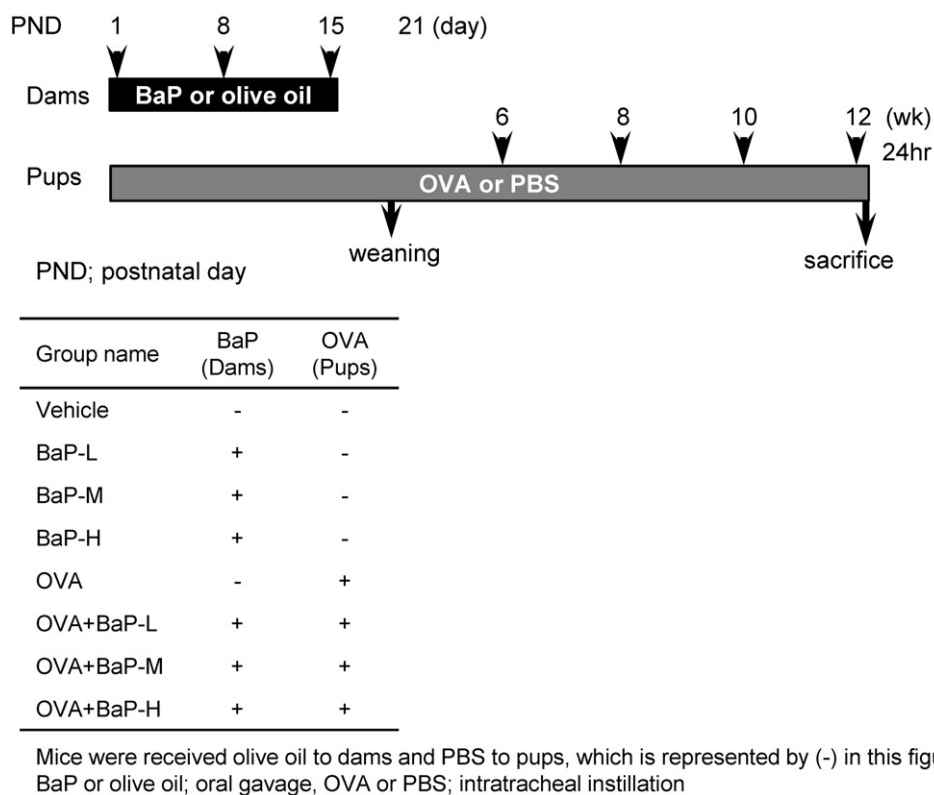 PND 1 8 15 21 (day)
Dams BaP or olive oil
6 8 10 12 (wk)
24hr
Pups OVA or PBS
weaning
sacrifice
PND; postnatal day
Group name BaP (Dams) OVA (Pups)
Vehicle - -
BaP-L + -
BaP-M + -
BaP-H + -
OVA - +
OVA+BaP-L + +
OVA+BaP-M + +
OVA+BaP-H + +
Mice were received olive oil to dams and PBS to pups, which is represented by (-) in this figu
BaP or olive oil; oral gavage, OVA or PBS; intratracheal instillation